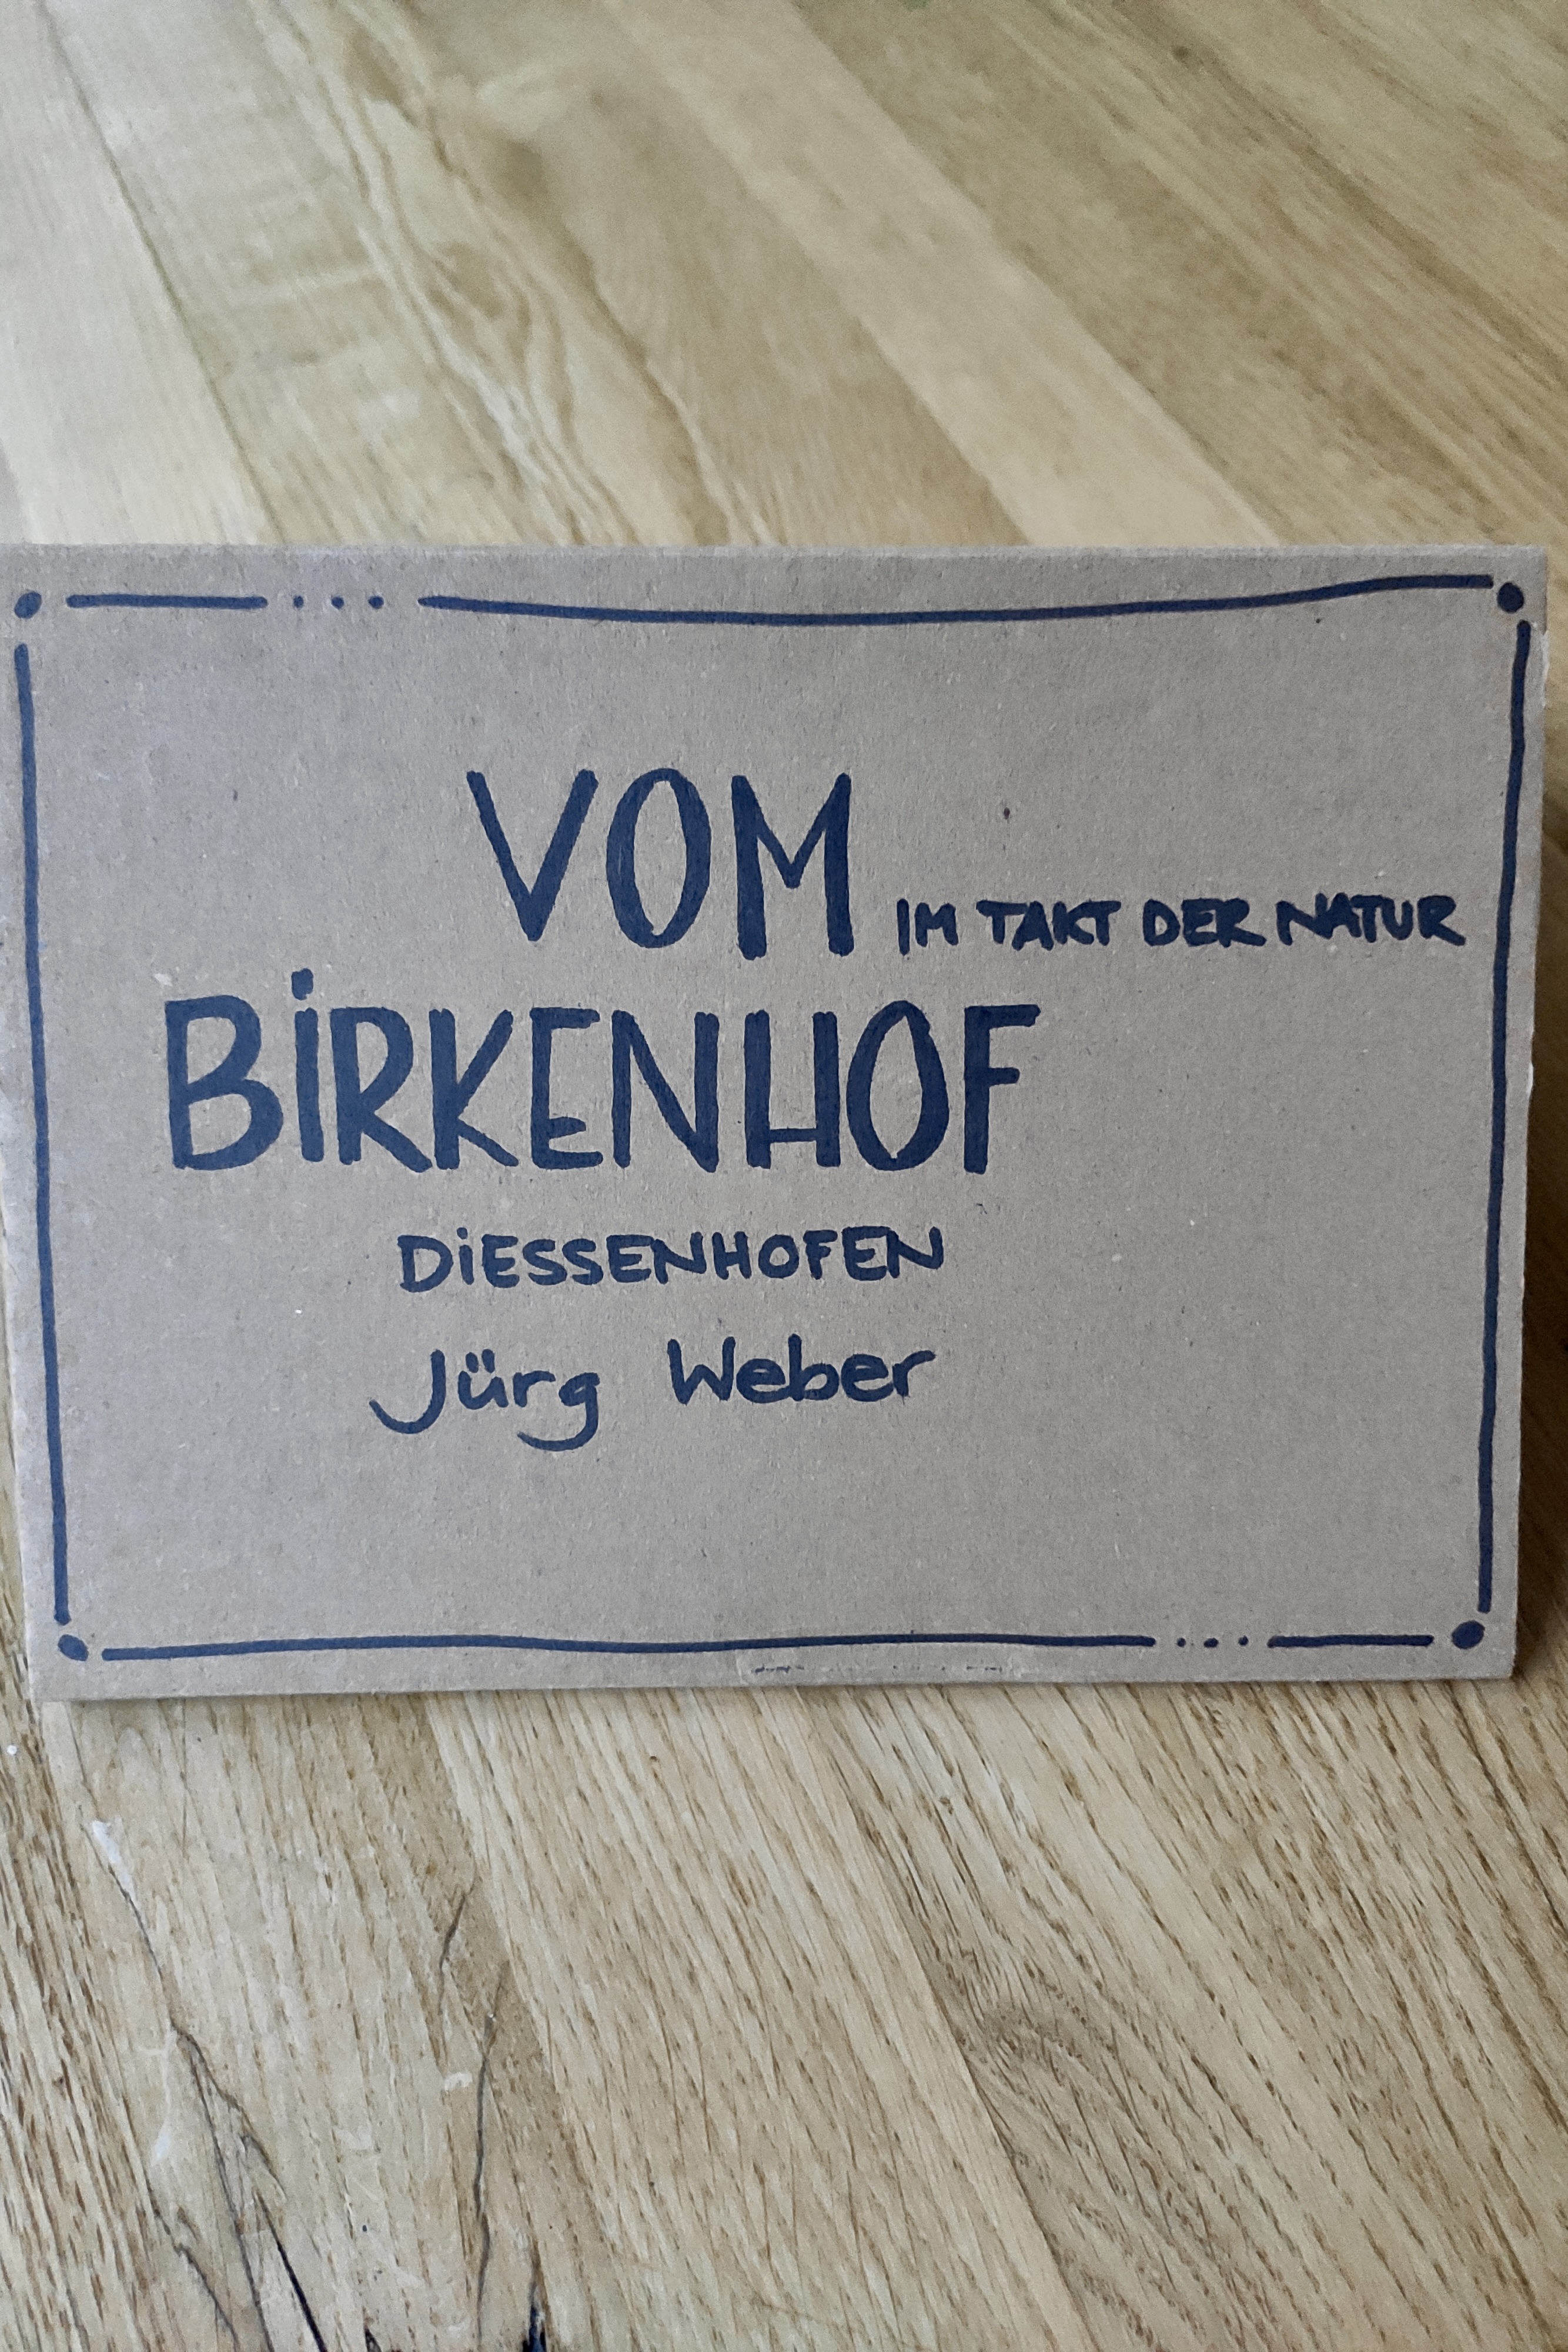 VOM
IM TAKT DER NATUR
BiRKENHOF
DiESSENHOFEN
Jürg Weber